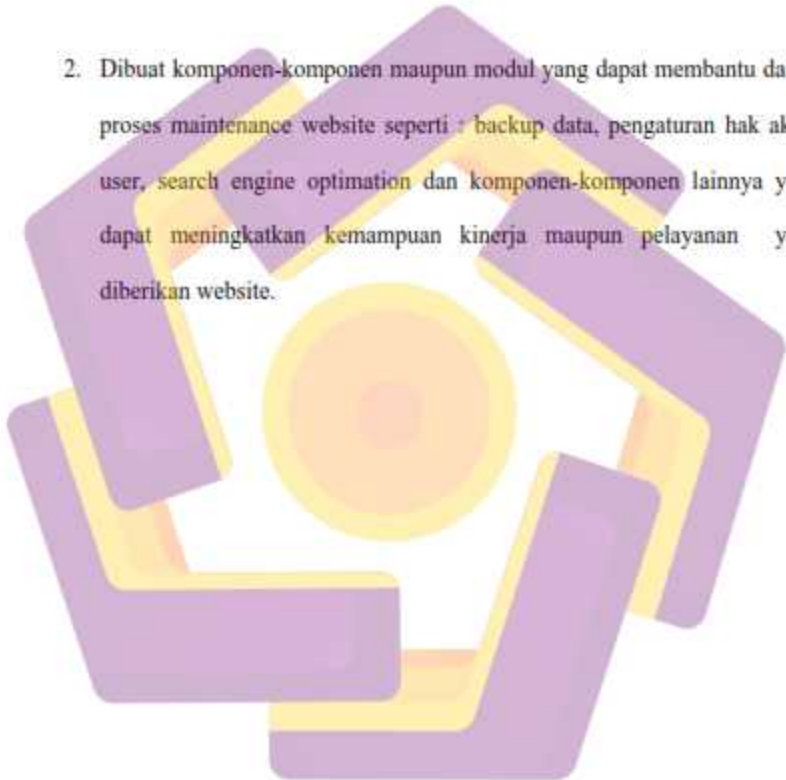 2. Dibuat komponen-komponen maupun modul yang dapat membantu da
proses maintenance website seperti : backup data, pengaturan hak ak
user, search engine optimation dan komponen-komponen lainnya y
dapat meningkatkan kemampuan kinerja maupun pelayanan y
diberikan website.